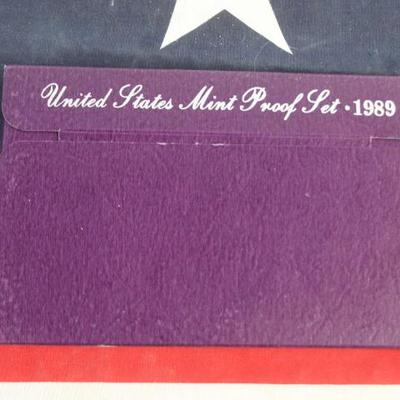 United States Mint Proof Set · 1989